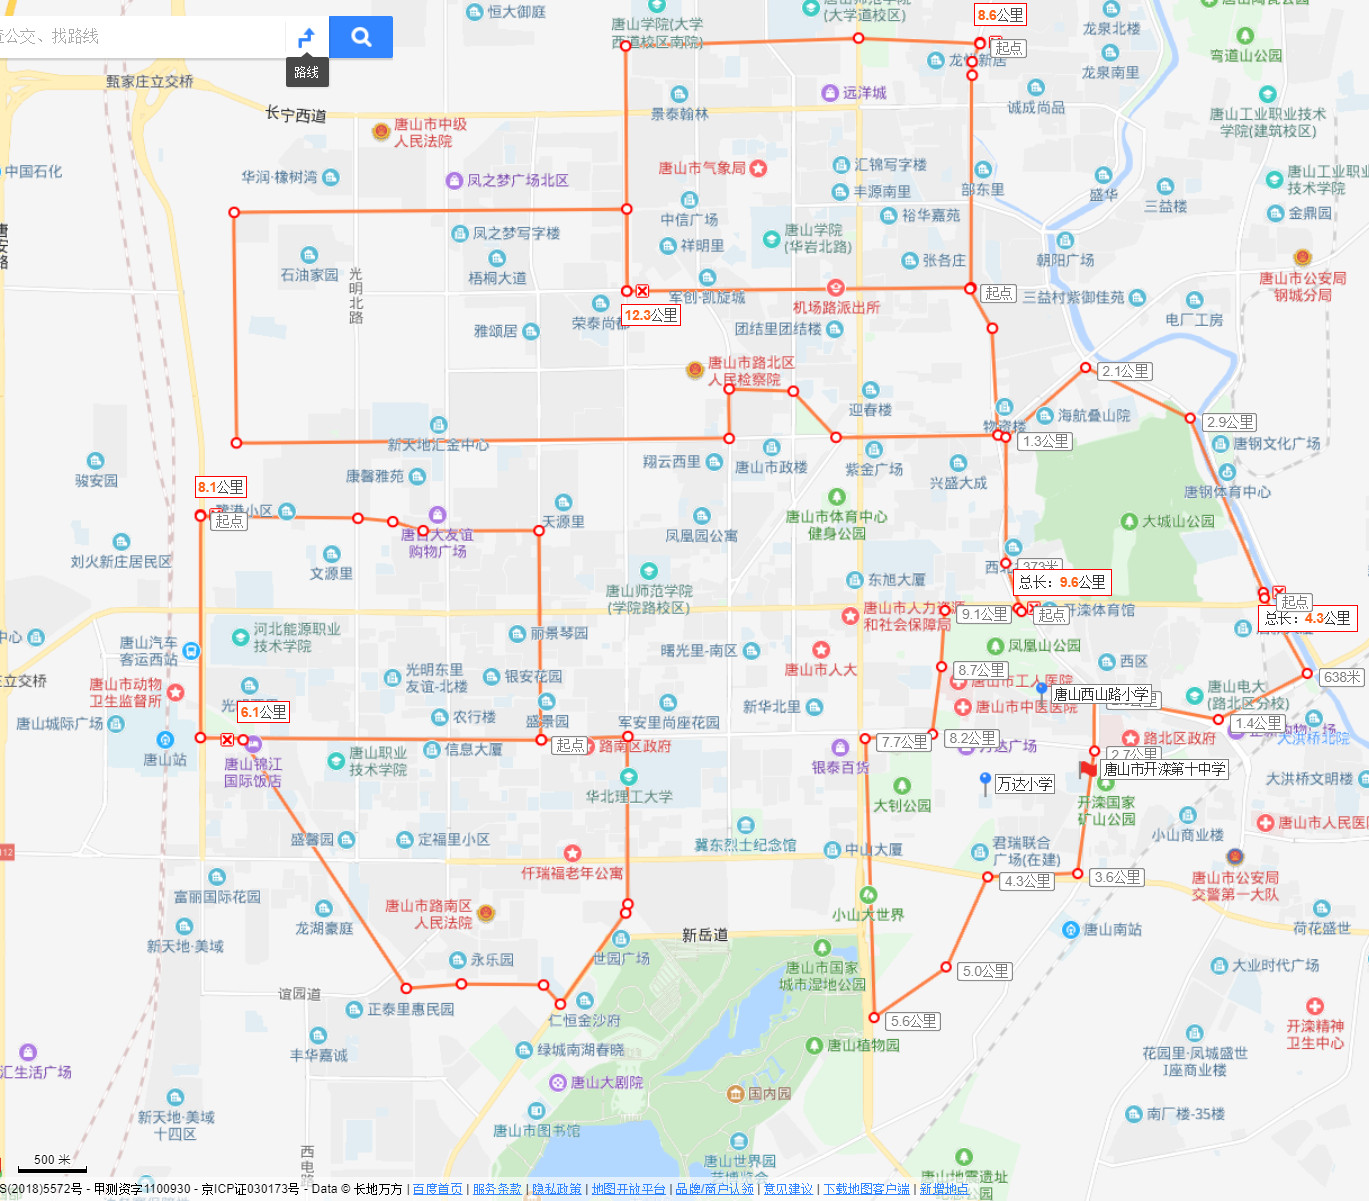 恒大御庭
唐山学院(大学
西道校区南院)
(大学道校区)
8.6公里
起点
龙泉北里
弯道山公园
查公交、找路线
路线
甄家庄立交桥
龙泉南里
长宁西道
唐山市中级
人民法院
景泰翰林
远洋城
诚成尚品
唐山工业职业技术
学院(建筑校区)
中国石化
华润·橡树湾
凤之梦广场北区
唐山市气象局
汇锦写字楼
丰源南里
部东里
盛华
三益楼
唐山工业职业
技术学院
金鼎园
中信广场
裕华嘉苑
凤之梦写字楼
祥明里
唐山学院
(华岩北路)
张各庄
朝阳广场
石油家园
梧桐大道
光明北路
唐山市公安局
钢城分局
军创·凯旋城
机场路派出所
起点
三益村紫御佳苑
荣泰尚都
12.3公里
雅颂居
团结里团结楼
电厂工房
唐山市路北区
人民检察院
2.1公里
迎春楼
物资楼
海航叠山院
2.9公里
1.3公里
唐钢文化广场
新天地汇金中心
翔云西里
唐山市政楼
紫金广场
骏安园
康馨雅苑
兴盛大成
唐钢体育中心
8.1公里
起点
天源里
唐百大友谊
购物广场
凤凰园公寓
唐山市体育中心
健身公园
大城山公园
刘火新庄居民区
文源里
唐山师范学院
(学院路校区)
东旭大厦
373米
总长：9.6公里
唐山市人力资源
和社会保障局
9.1公里
起点
开滦体育馆
起点
总长：4.3公里
河北能源职业
技术学院
唐山汽车
客运西站
丽景琴园
曙光里-南区
唐山市人大
凤凰山公园
西区
立交桥
唐山市动物
卫生监督所
光明东里
友谊-北楼
银安花园
8.7公里
唐山市工人医院
唐山西山路小学
唐山电大
(路北区分校)
638米
唐山城际广场
6.1公里
农行楼
盛景园
军安里尚座花园
新华北里
唐山市中医医院
1.4公里
唐山站
信息大厦
起点
路南区政府
7.7公里
8.2公里
万达广场
路北区政府
大洪桥北院
唐山锦江
国际饭店
唐山职业
技术学院
银泰百货
2.7公里
唐山市开滦第十中学
大洪桥文明楼
华北理工大学
大钊公园
万达小学
开滦国家
矿山公园
盛馨园
定福里小区
冀东烈士纪念馆
中山大厦
君瑞联合
广场(在建)
小山商业楼
唐山市人民医
112
仟瑞福老年公寓
4.3公里
3.6公里
唐山市公安局
交警第一大队
富丽国际花园
唐山市路南区
人民法院
龙湖豪庭
小山大世界
荷花盛世
新天地·美域
新岳道
唐山南站
永乐园
世园广场
唐山市国家
城市湿地公园
5.0公里
大业时代广场
谊园道
正泰里惠民园
仁恒金沙府
5.6公里
开滦精神
卫生中心
丰华嘉诚
绿城南湖春晓
唐山植物园
花园里·凤城盛世
I座商业楼
汇生活广场
唐山大剧院
国内园
新天地·美域
十四区
唐山市图书馆
南厂楼-35楼
西电路
唐山世界园
500 米
唐山地震遗址
S(2018)5572号 - 甲测资字1100930 - 京ICP证030173号 - Data © 长地万方 | 百度首页 | 服务条款 | 隐私政策 | 地图开放平台 | 品牌/商户认领 | 意见建议 | 下载地图客户端 | 新增地点